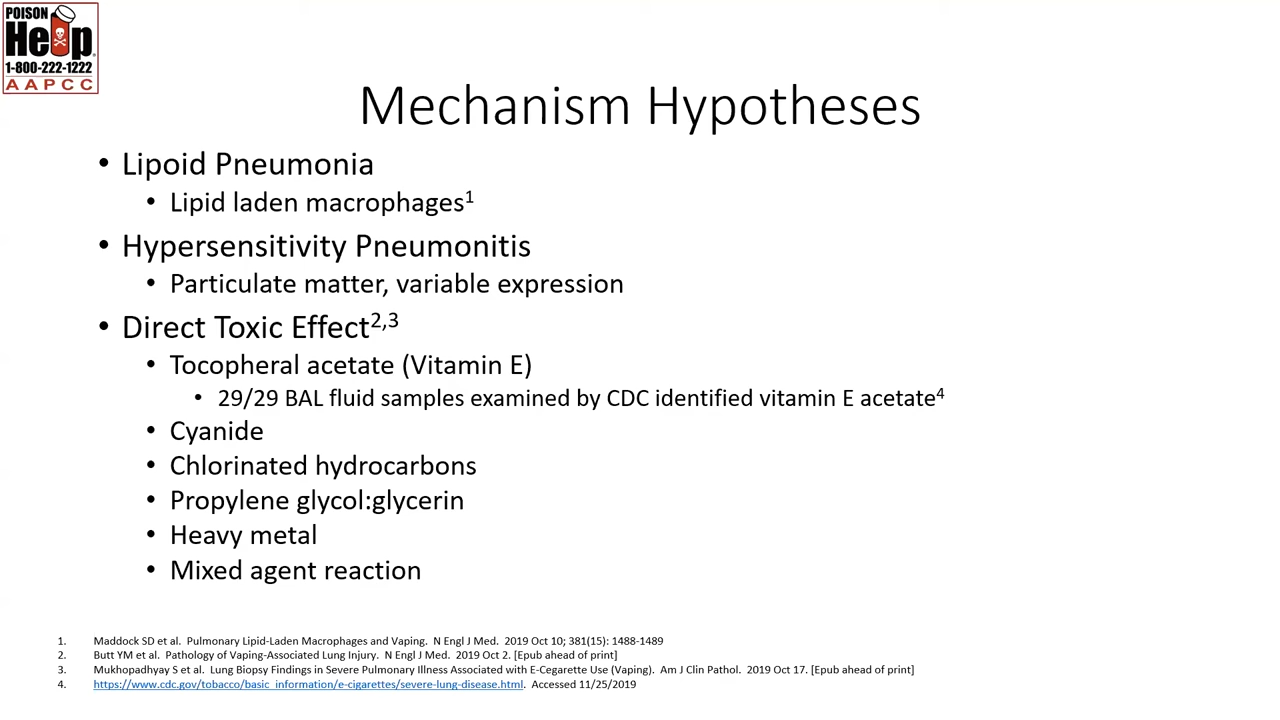 POISON
Help
1-800-222-1222
AAPCC
Mechanism Hypotheses
• Lipoid Pneumonia
• Lipid laden macrophages1
• Hypersensitivity Pneumonitis
• Particulate matter, variable expression
• Direct Toxic Effect2,3
• Tocopheral acetate (Vitamin E)
• 29/29 BAL fluid samples examined by CDC identified vitamin E acetate4
• Cyanide
• Chlorinated hydrocarbons
• Propylene glycol:glycerin
• Heavy metal
• Mixed agent reaction
1. Maddock SD et al. Pulmonary Lipid-Laden Macrophages and Vaping. N Engl J Med. 2019 Oct 10; 381(15): 1488-1489
2. Butt YM et al. Pathology of Vaping-Associated Lung Injury. N Engl J Med. 2019 Oct 2. [Epub ahead of print]
3. Mukhopadhyay S et al. Lung Biopsy Findings in Severe Pulmonary Illness Associated with E-Cegarette Use (Vaping). Am J Clin Pathol. 2019 Oct 17. [Epub ahead of print]
4. https://www.cdc.gov/tobacco/basic_information/e-cigarettes/severe-lung-disease.html. Accessed 11/25/2019